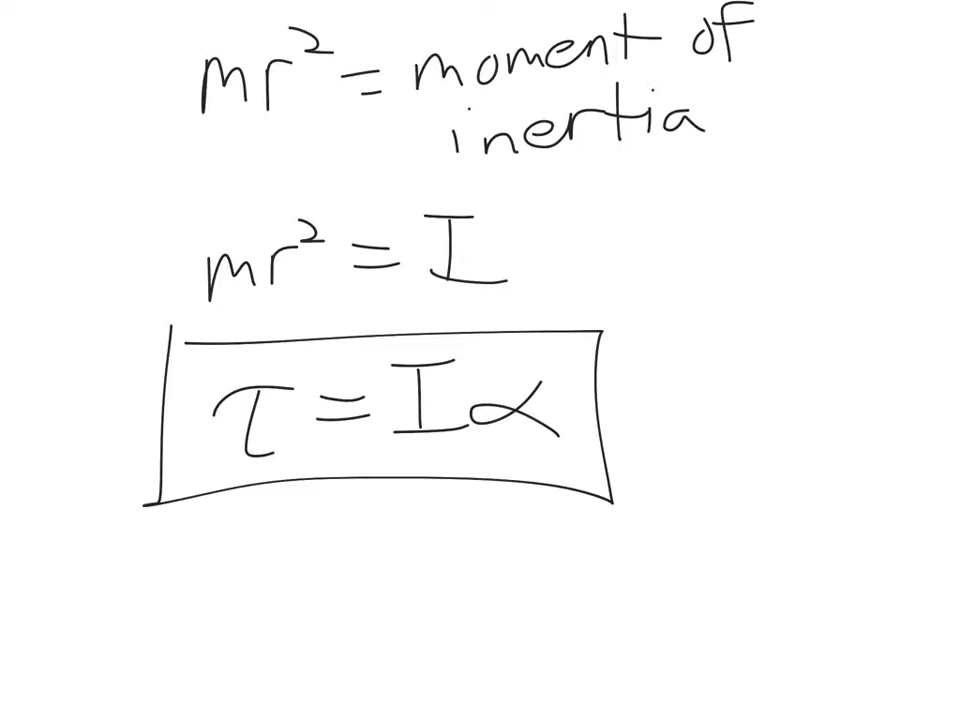 mr² = moment of
inertia
mr² = I
τ = Iα